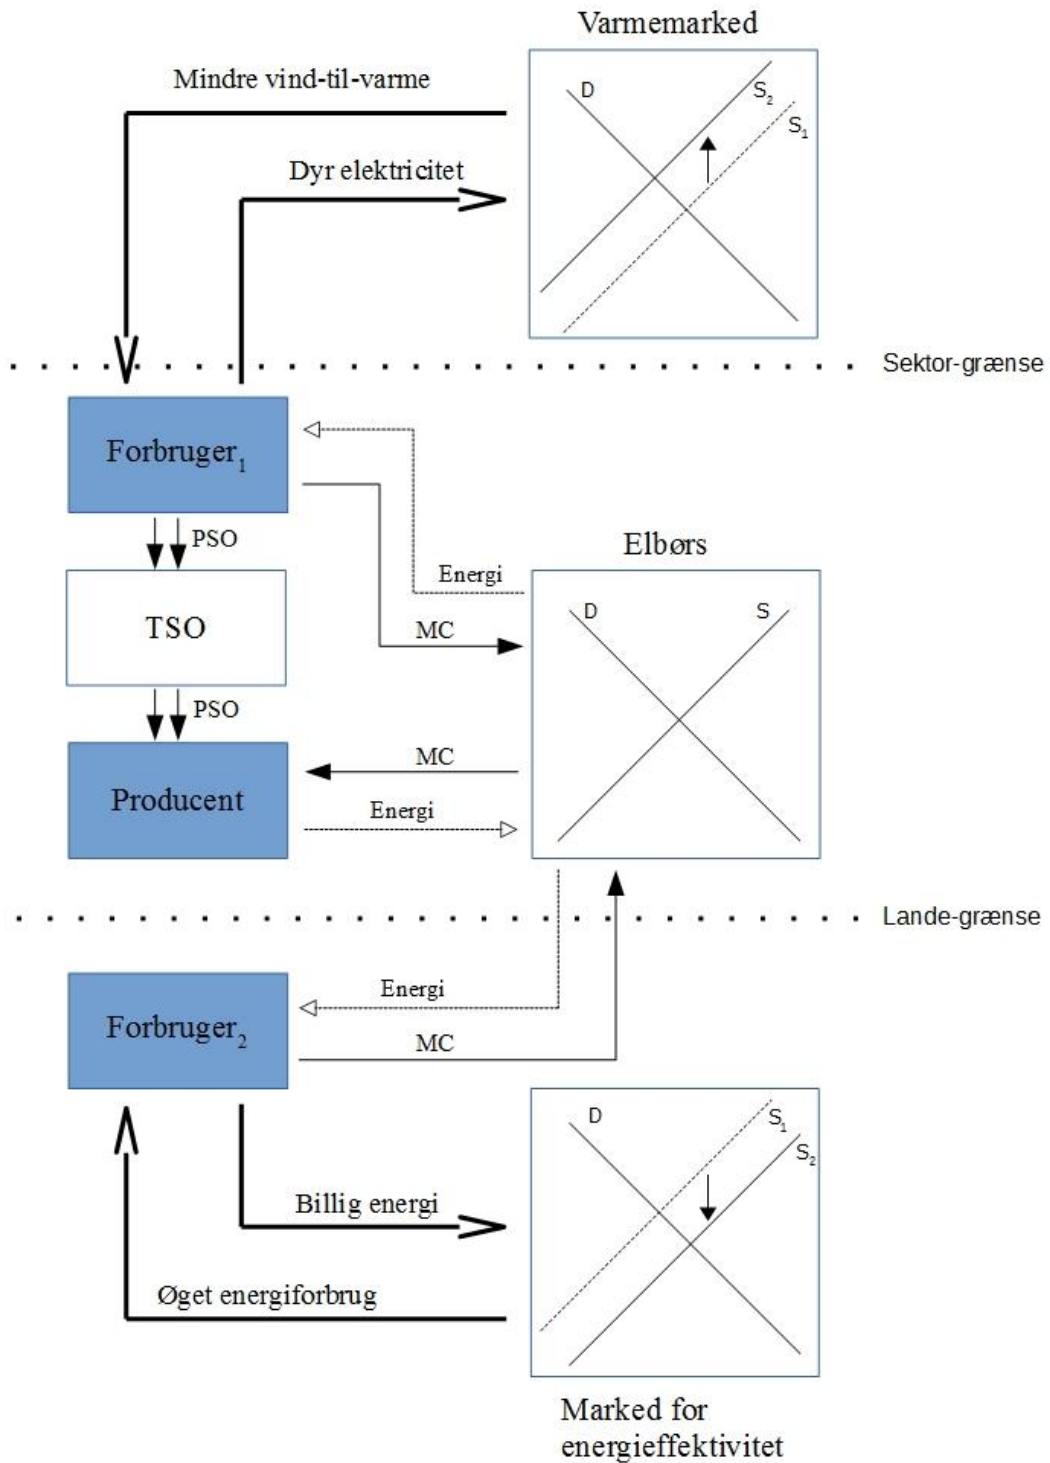 Varmemarked
Mindre vind-til-varme
D
S2
S1
Dyr elektricitet
Sektor-grænse
Forbruger1
PSO
Elbørs
Energi
D
S
TSO
MC
PSO
MC
Producent
Energi
Lande-grænse
Energi
Forbruger2
MC
D
S1
S2
Billig energi
Øget energiforbrug
Marked for
energieffektivitet